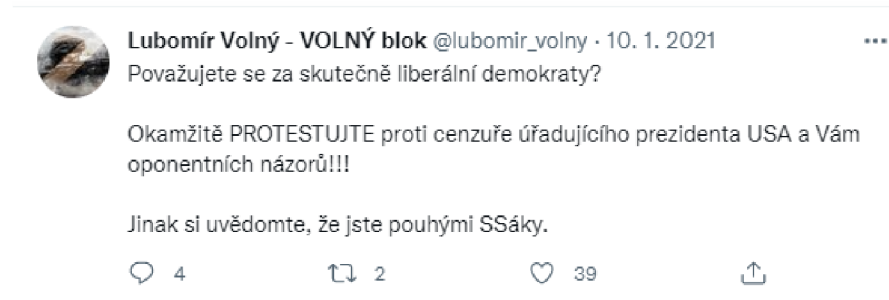 Lubomír Volný - VOLNÝ blok @lubomir_volny · 10. 1. 2021
Považujete se za skutečně liberální demokraty?
Okamžitě PROTESTUJTE proti cenzuře úřadujícího prezidenta USA a Vám
oponentních názorů!!!
Jinak si uvědomte, že jste pouhými SSáky.
4 2 39